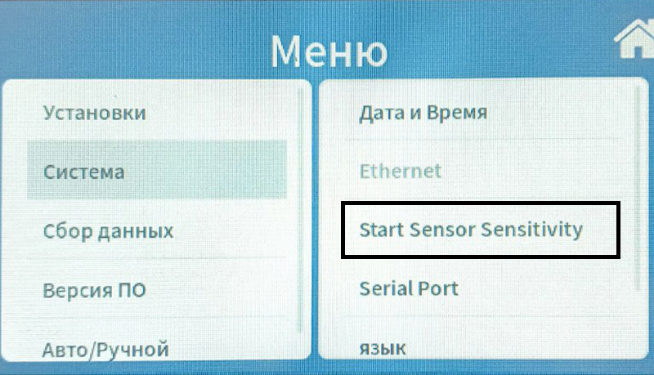 Меню
Установки
Система
Сбор данных
Версия ПО
Авто/Ручной
Дата и Время
Ethernet
Start Sensor Sensitivity
Serial Port
язык